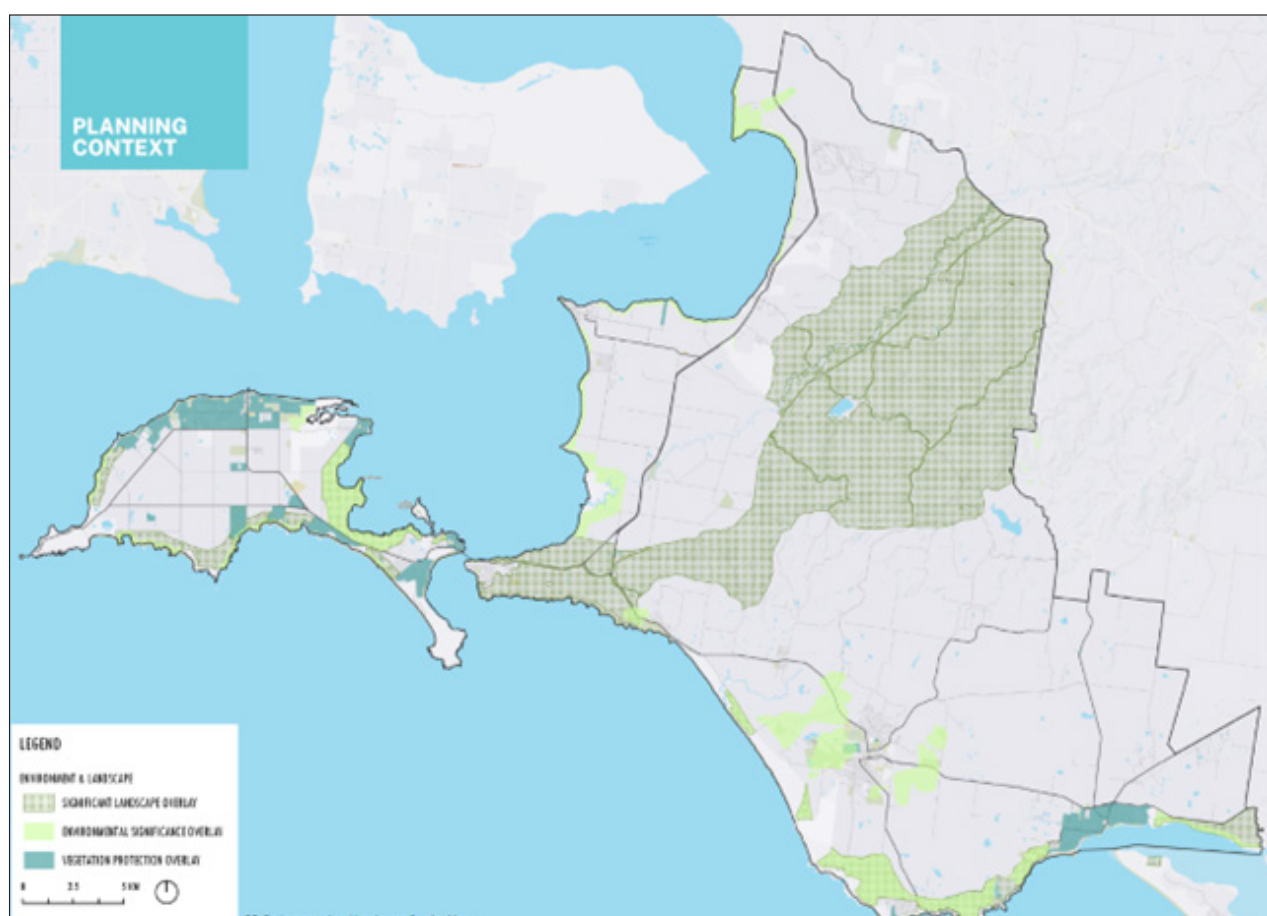 PLANNING
CONTEXT
LEGEND
ENVIRONMENT & LANDSCAPE
SIGNIFICANT LANDSCAPE OVERLAY
ENVIRONMENTAL SIGNIFICANCE OVERLAY
VEGETATION PROTECTION OVERLAY
0 2.5 5 KM